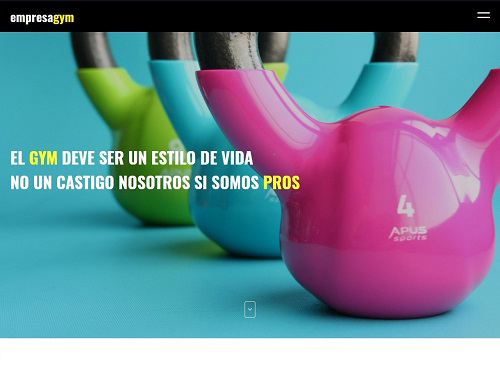 empresagym
EL GYM DEVE SER UN ESTILO DE VIDA
NO UN CASTIGO NOSOTROS SI SOMOS PROS
4
APUS
sports